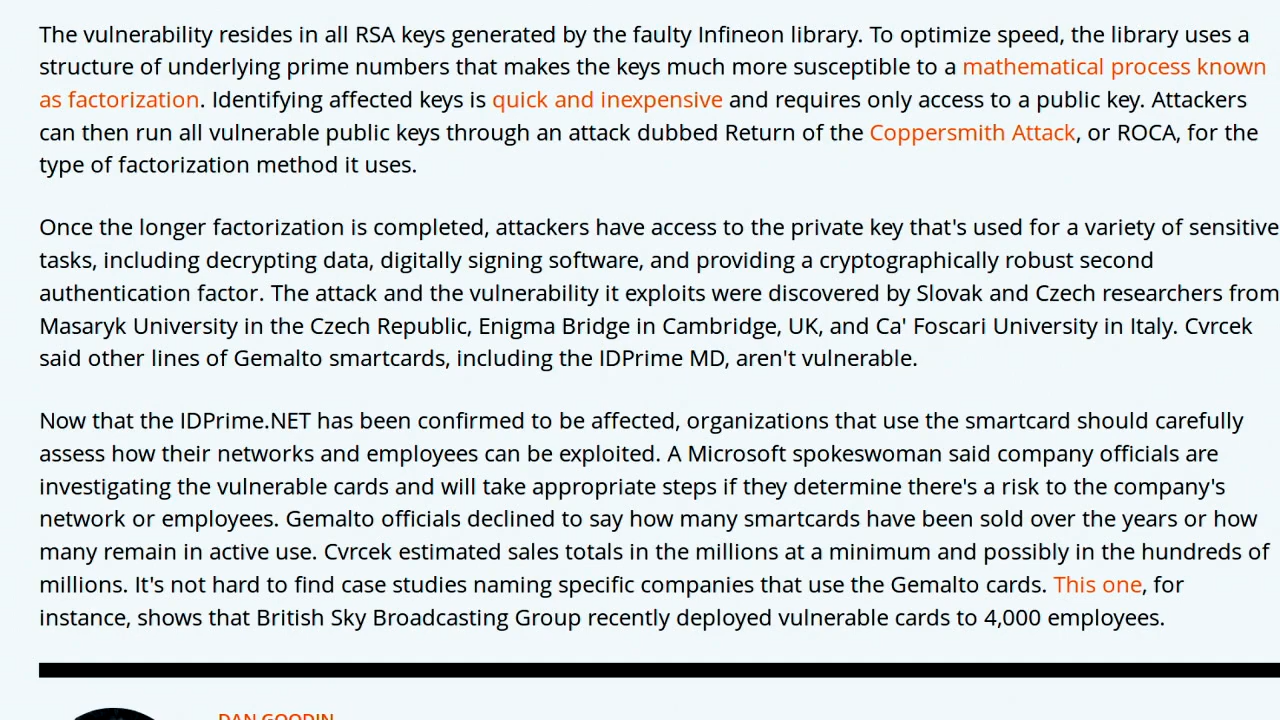 The vulnerability resides in all RSA keys generated by the faulty Infineon library. To optimize speed, the library uses a
structure of underlying prime numbers that makes the keys much more susceptible to a mathematical process known
as factorization. Identifying affected keys is quick and inexpensive and requires only access to a public key. Attackers
can then run all vulnerable public keys through an attack dubbed Return of the Coppersmith Attack, or ROCA, for the
type of factorization method it uses.
Once the longer factorization is completed, attackers have access to the private key that's used for a variety of sensitive
tasks, including decrypting data, digitally signing software, and providing a cryptographically robust second
authentication factor. The attack and the vulnerability it exploits were discovered by Slovak and Czech researchers from
Masaryk University in the Czech Republic, Enigma Bridge in Cambridge, UK, and Ca' Foscari University in Italy. Cvrcek
said other lines of Gemalto smartcards, including the IDPrime MD, aren't vulnerable.
Now that the IDPrime.NET has been confirmed to be affected, organizations that use the smartcard should carefully
assess how their networks and employees can be exploited. A Microsoft spokeswoman said company officials are
investigating the vulnerable cards and will take appropriate steps if they determine there's a risk to the company's
network or employees. Gemalto officials declined to say how many smartcards have been sold over the years or how
many remain in active use. Cvrcek estimated sales totals in the millions at a minimum and possibly in the hundreds of
millions. It's not hard to find case studies naming specific companies that use the Gemalto cards. This one, for
instance, shows that British Sky Broadcasting Group recently deployed vulnerable cards to 4,000 employees.
DAN GOODIN